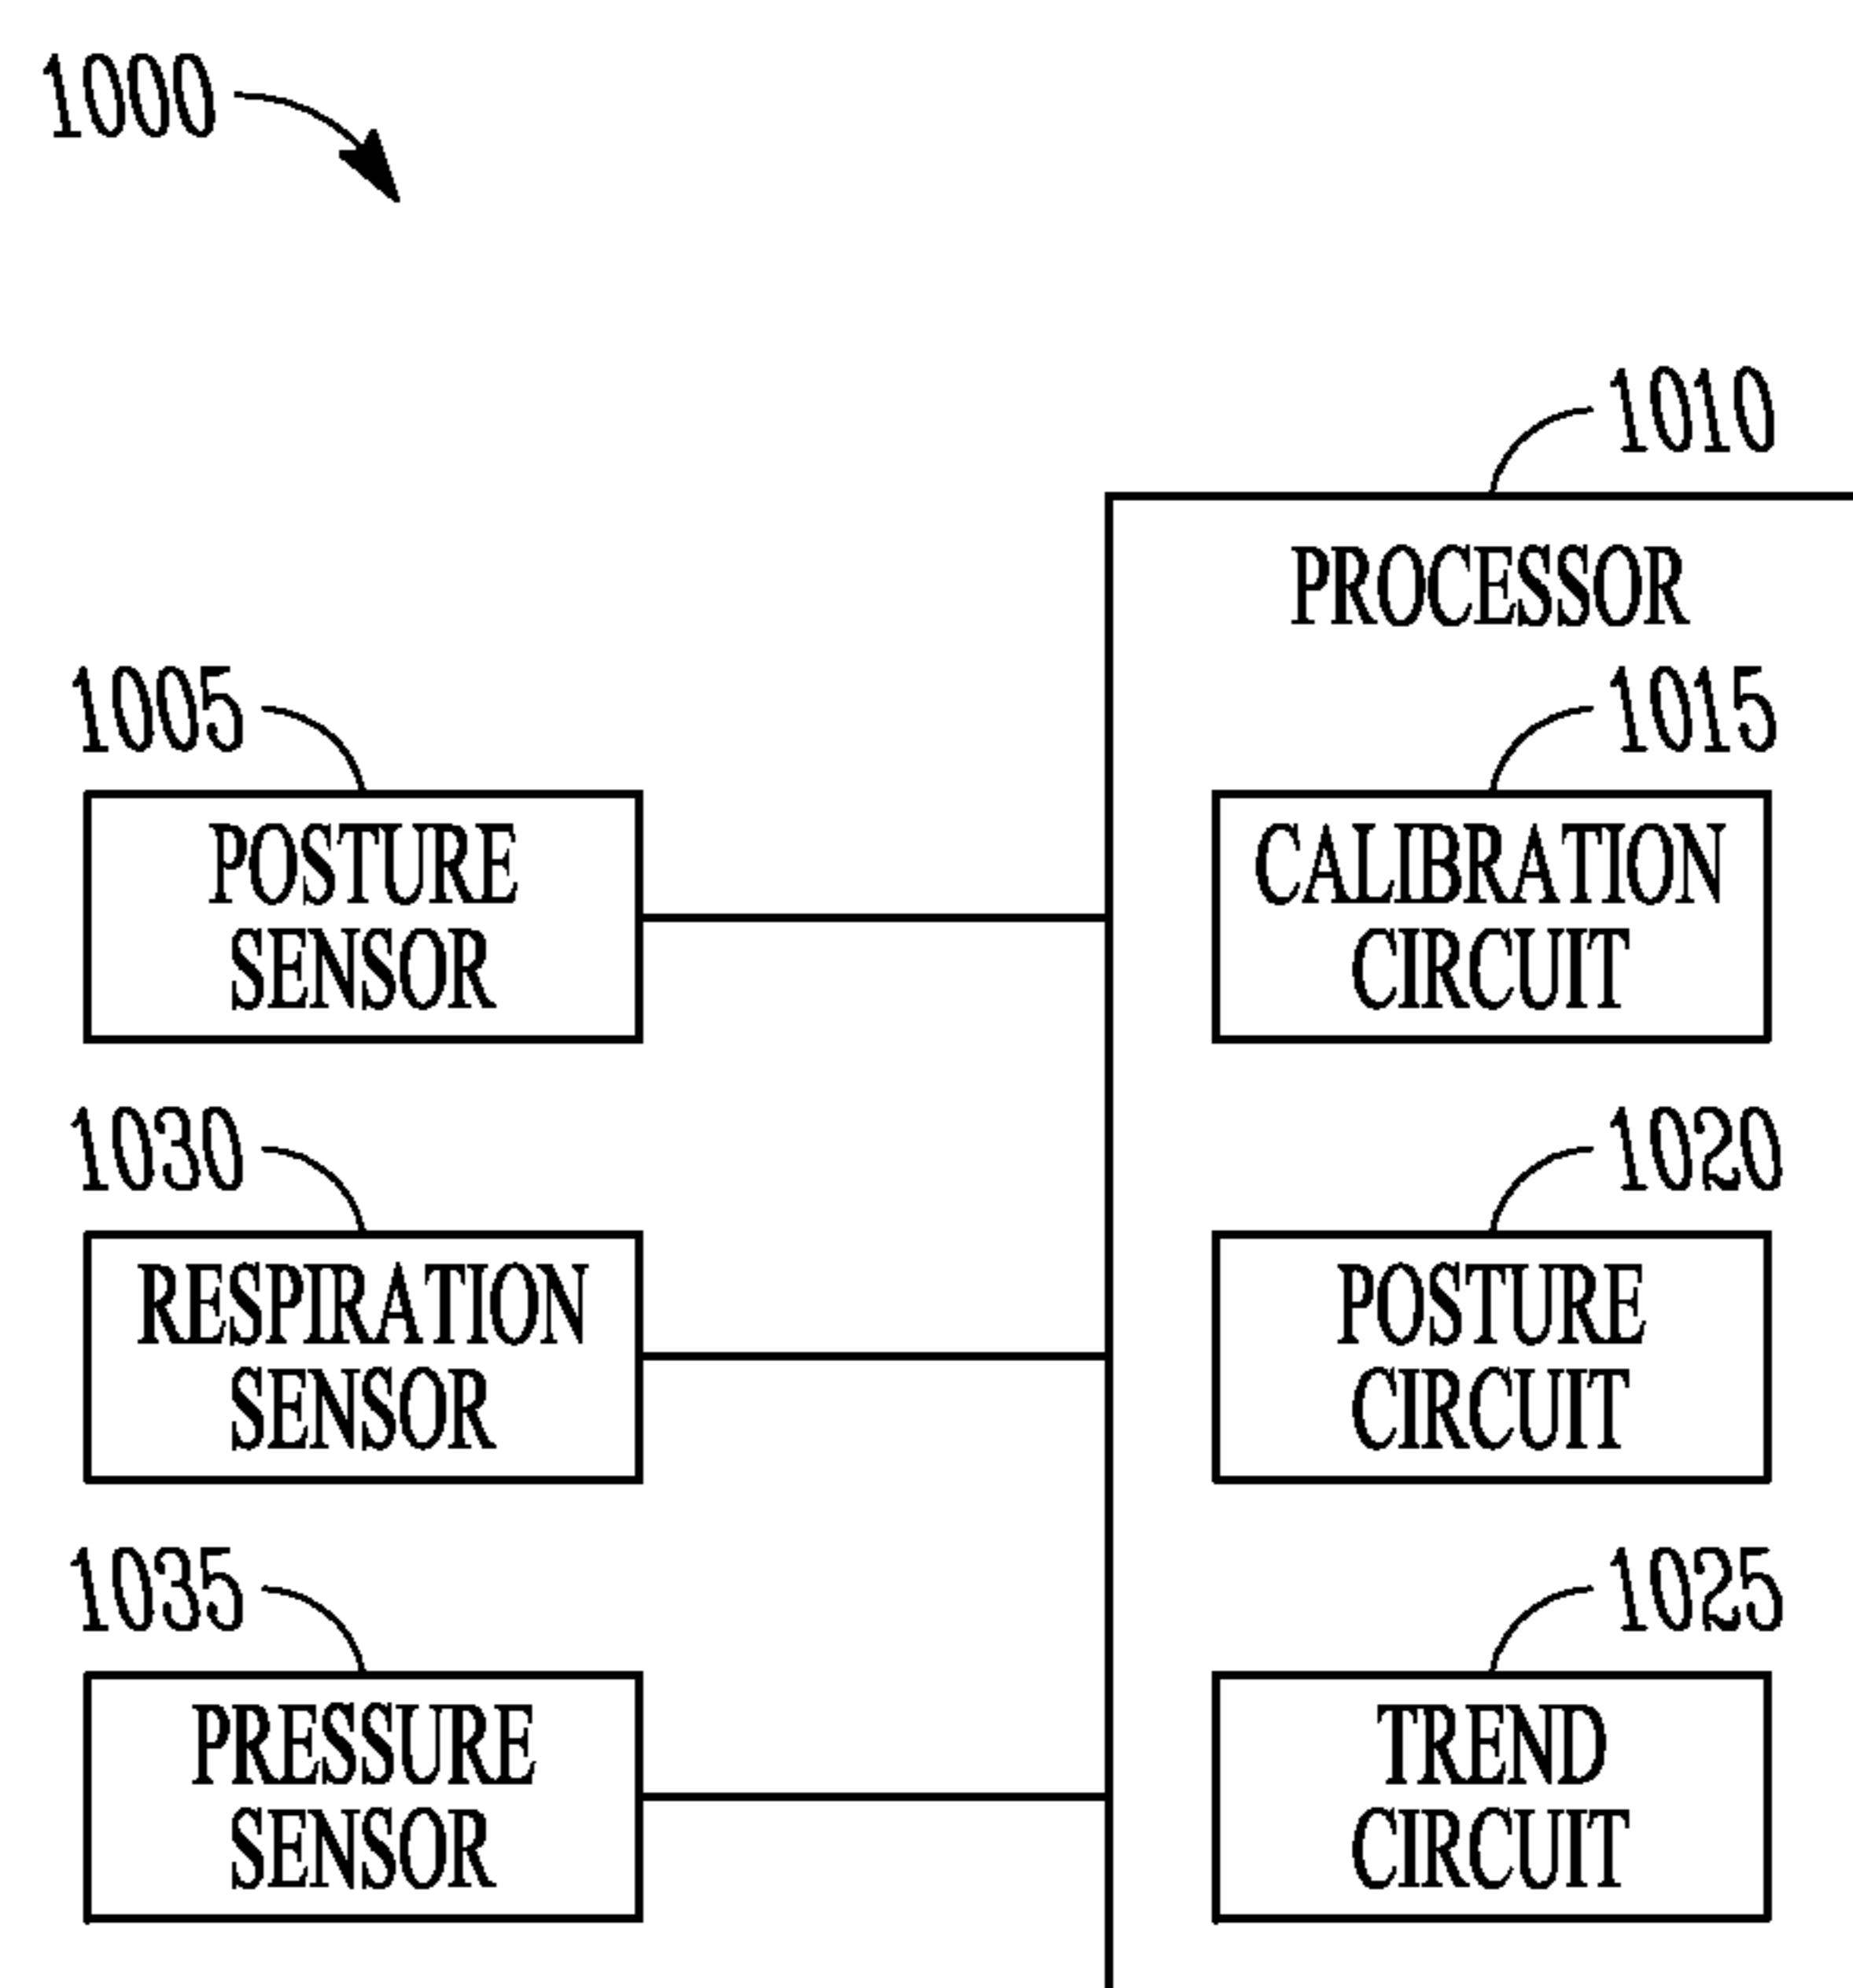 1000
1010
PROCESSOR
1005
POSTURE
SENSOR
1015
CALIBRATION
CIRCUIT
1030
RESPIRATION
SENSOR
1020
POSTURE
CIRCUIT
1035
PRESSURE
SENSOR
1025
TREND
CIRCUIT